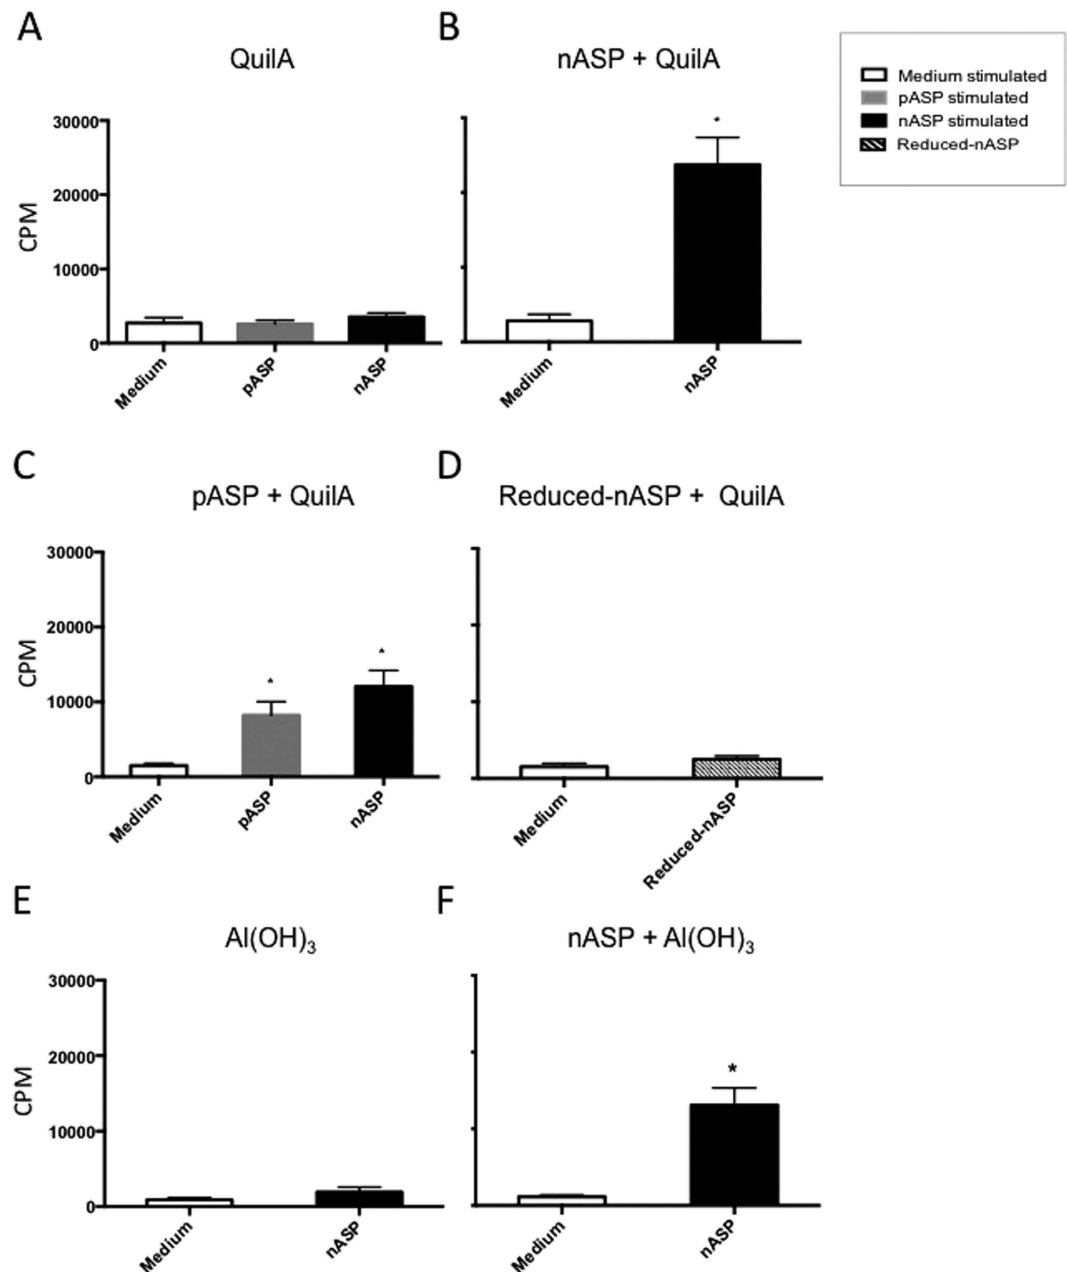 A
QuilA
30000
20000
10000
0
CPM
Medium
pASP
nASP
B
nASP + QuilA
*
Medium
nASP
Medium stimulated
pASP stimulated
nASP stimulated
Reduced-nASP
C
pASP + QuilA
30000
20000
10000
0
CPM
*
*
Medium
pASP
nASP
D
Reduced-nASP + QuilA
Medium
Reduced-nASP
E
Al(OH)₃
30000
20000
10000
0
CPM
Medium
nASP
F
nASP + Al(OH)₃
*
Medium
nASP